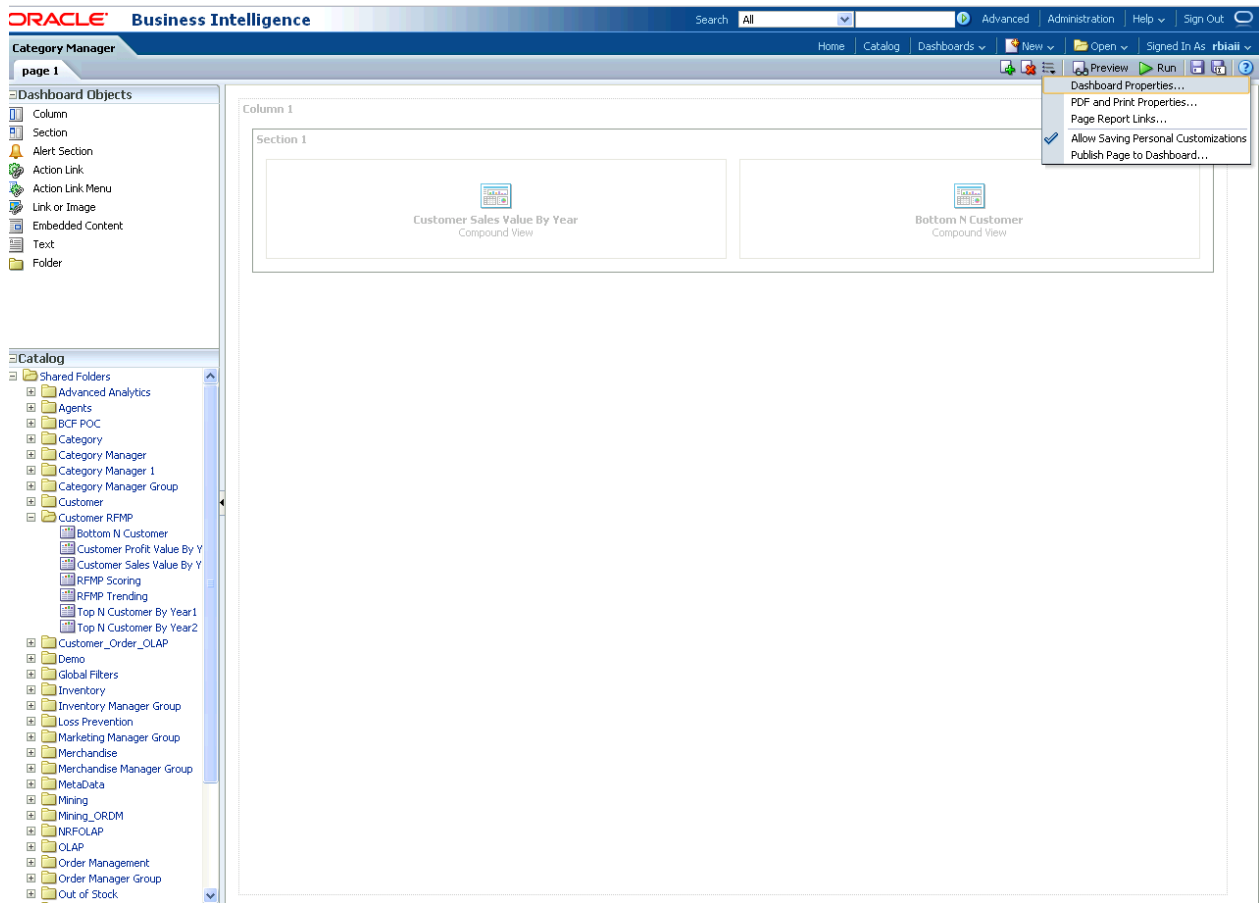 ORACLE Business Intelligence
Search All Advanced Administration Help Sign Out
Category Manager
Home Catalog Dashboards New Open Signed In As rbiaii
page 1
Preview Run
Dashboard Properties...
PDF and Print Properties...
Page Report Links...
Allow Saving Personal Customizations
Publish Page to Dashboard...
Dashboard Objects
Column
Section
Alert Section
Action Link
Action Link Menu
Link or Image
Embedded Content
Text
Folder
Column 1
Section 1
Customer Sales Value By Year
Compound View
Bottom N Customer
Compound View
Catalog
Shared Folders
Advanced Analytics
Agents
BCF POC
Category
Category Manager
Category Manager 1
Category Manager Group
Customer
Customer RFMP
Bottom N Customer
Customer Profit Value By Y
Customer Sales Value By Y
RFMP Scoring
RFMP Trending
Top N Customer By Year1
Top N Customer By Year2
Customer_Order_OLAP
Demo
Global Filters
Inventory
Inventory Manager Group
Loss Prevention
Marketing Manager Group
Merchandise
Merchandise Manager Group
MetaData
Mining
Mining_ORDM
NRFOLAP
OLAP
Order Management
Order Manager Group
Out of Stock